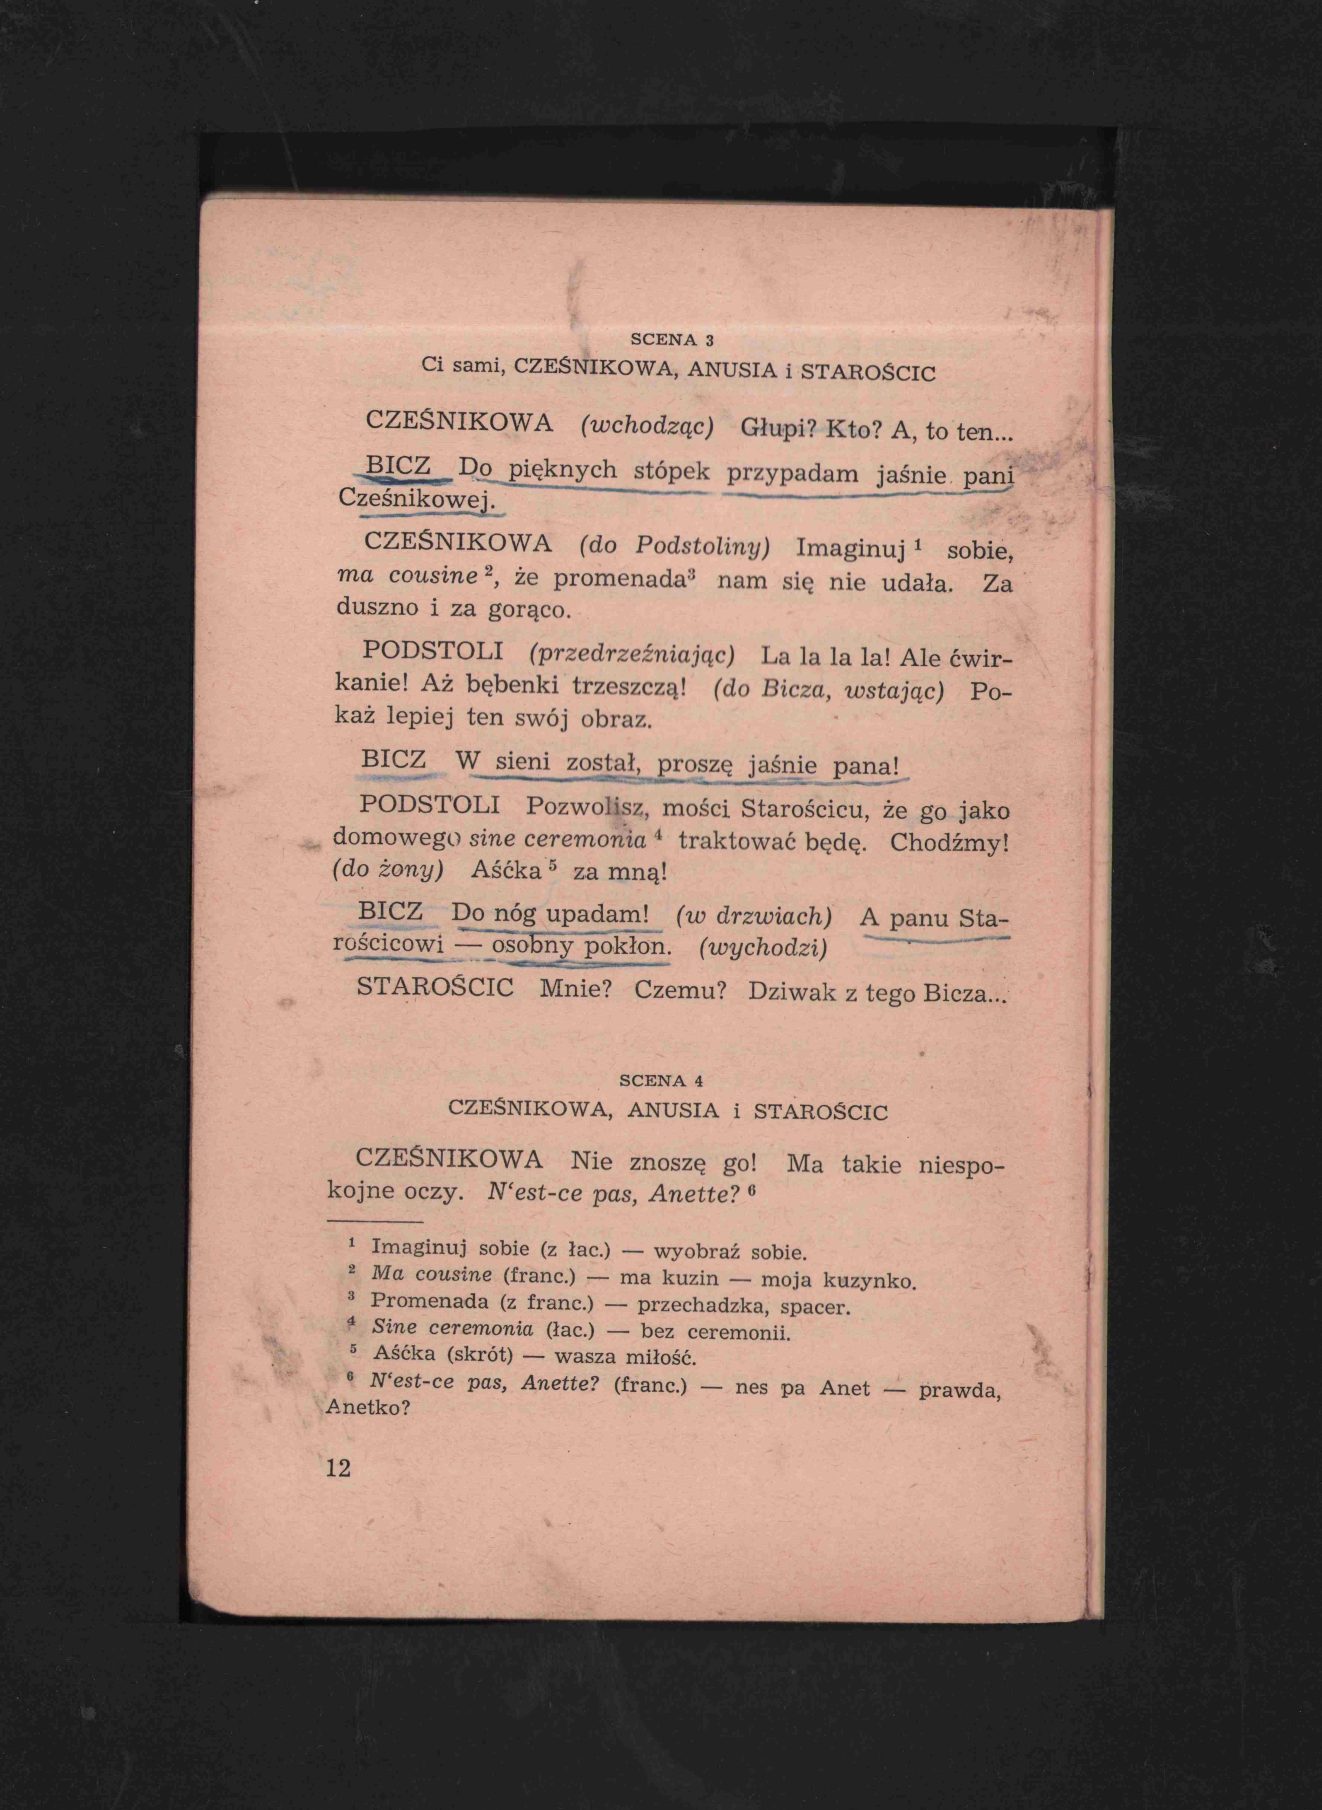 SCENA 3
Ci sami, CZEŚNIKOWA, ANUSIA i STAROŚCIC
CZEŚNIKOWA (wchodząc) Głupi? Kto? A, to ten...
BICZ Do pięknych stópek przypadam jaśnie pani
Cześnikowej.
CZEŚNIKOWA (do Podstoliny) Imaginuj ¹ sobie,
ma cousine ², że promenada³ nam się nie udała. Za
duszno i za gorąco.
PODSTOLI (przedrzeźniając) La la la la! Ale ćwir-
kanie! Aż bębenki trzeszczą! (do Bicza, wstając) Po-
każ lepiej ten swój obraz.
BICZ W sieni został, proszę jaśnie pana!
PODSTOLI Pozwolisz, mości Starościcu, że go jako
domowego sine ceremonia ⁴ traktować będę. Chodźmy!
(do żony) Aśćka ⁵ za mną!
BICZ Do nóg upadam! (w drzwiach) A panu Sta-
rościcowi — osobny pokłon. (wychodzi)
STAROŚCIC Mnie? Czemu? Dziwak z tego Bicza...
SCENA 4
CZEŚNIKOWA, ANUSIA i STAROŚCIC
CZEŚNIKOWA Nie znoszę go! Ma takie niespo-
kojne oczy. N‘est-ce pas, Anette? ⁶
¹ Imaginuj sobie (z łac.) — wyobraź sobie.
² Ma cousine (franc.) — ma kuzin — moja kuzynko.
³ Promenada (z franc.) — przechadzka, spacer.
⁴ Sine ceremonia (łac.) — bez ceremonii.
⁵ Aśćka (skrót) — wasza miłość.
⁶ N‘est-ce pas, Anette? (franc.) — nes pa Anet — prawda,
Anetko?
12